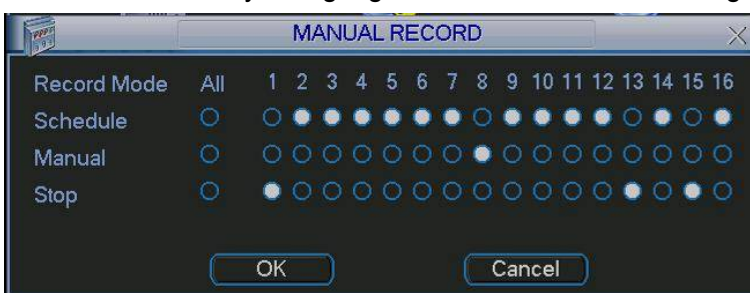 MANUAL RECORD
Record Mode All 1 2 3 4 5 6 7 8 9 10 11 12 13 14 15 16
Schedule
Manual
Stop
OK Cancel